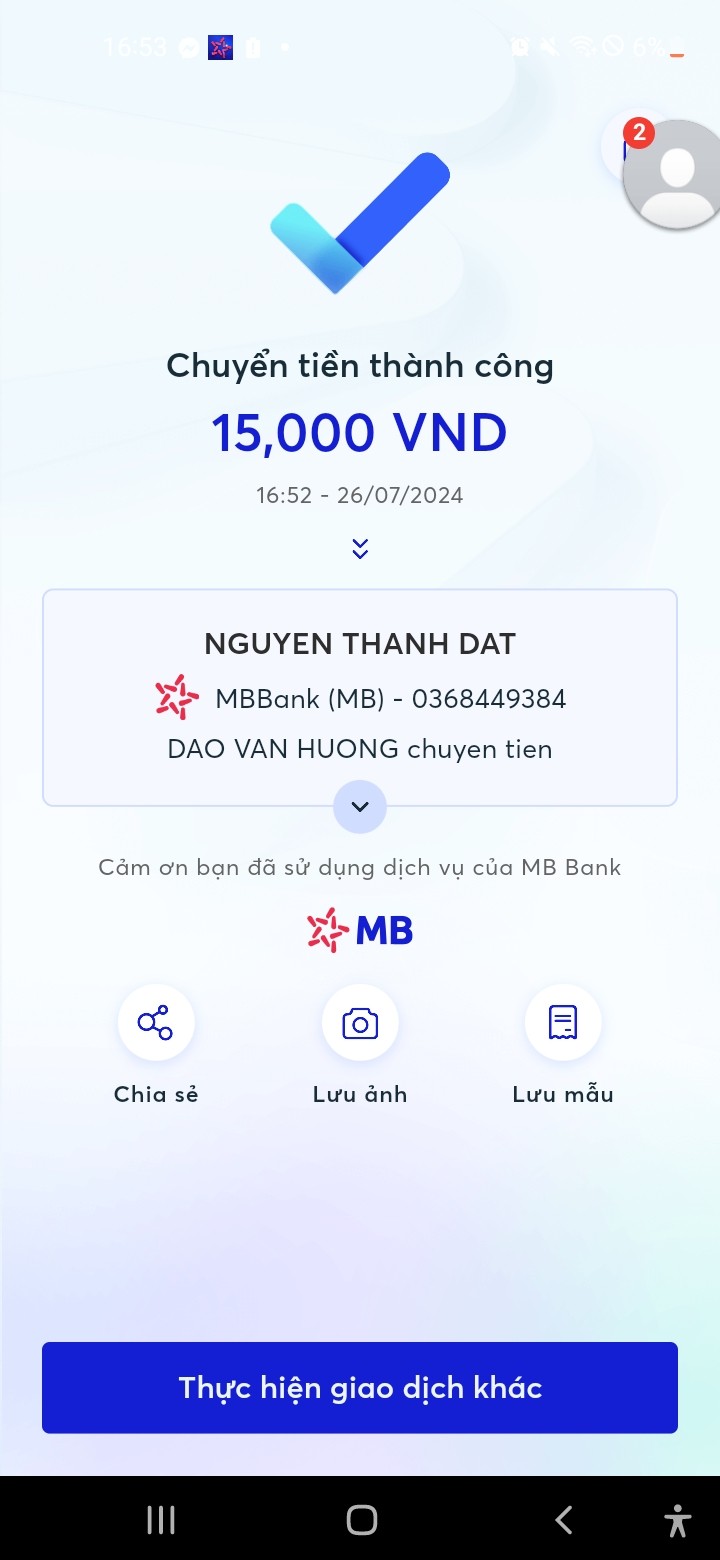 16:53
6%
2
Chuyển tiền thành công
15,000 VND
16:52 - 26/07/2024
NGUYEN THANH DAT
MBBank (MB) - 0368449384
DAO VAN HUONG chuyen tien
Cảm ơn bạn đã sử dụng dịch vụ của MB Bank
MB
Chia sẻ
Lưu ảnh
Lưu mẫu
Thực hiện giao dịch khác